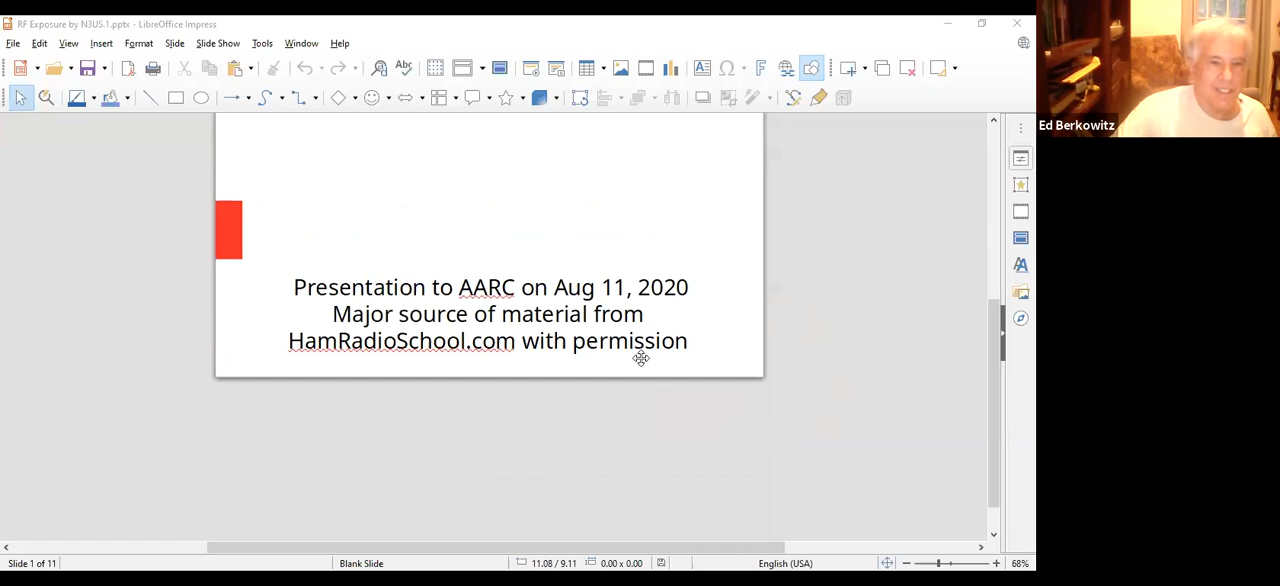 RF Exposure by N3US.1.pptx - LibreOffice Impress
File Edit View Insert Format Slide Slide Show Tools Window Help
Abc
Ed Berkowitz
Presentation to AARC on Aug 11, 2020
Major source of material from
HamRadioSchool.com with permission
Slide 1 of 11 Blank Slide 11.08 / 9.11 0.00 x 0.00 English (USA) 68%